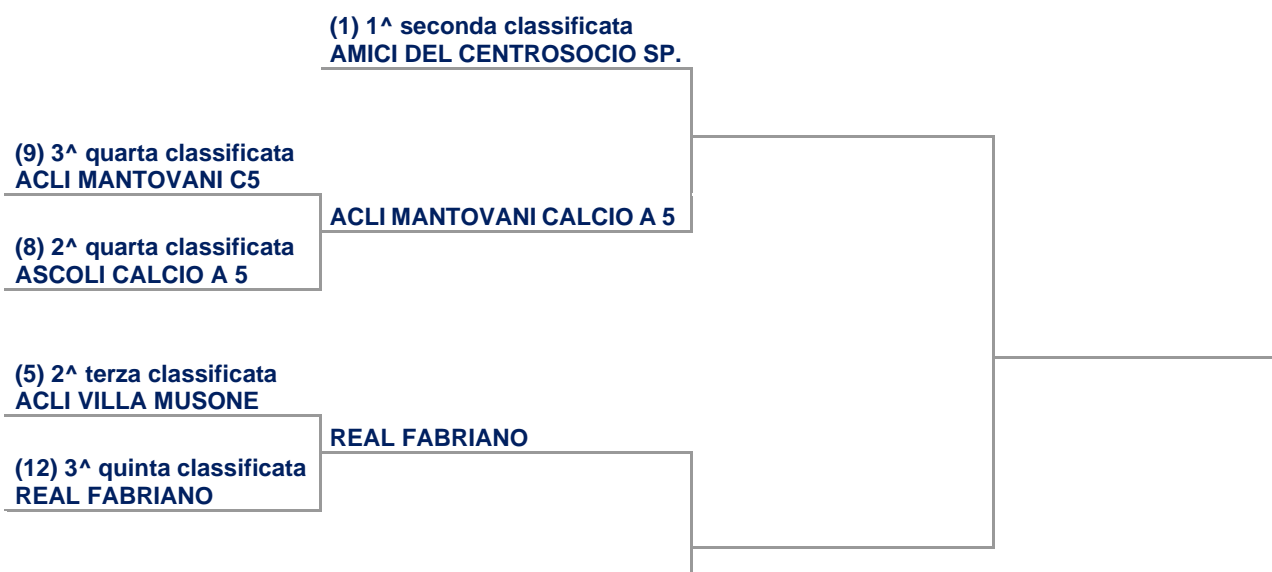 (1) 1^ seconda classificata
AMICI DEL CENTROSOCIO SP.
(9) 3^ quarta classificata
ACLI MANTOVANI C5
ACLI MANTOVANI CALCIO A 5
(8) 2^ quarta classificata
ASCOLI CALCIO A 5
(5) 2^ terza classificata
ACLI VILLA MUSONE
REAL FABRIANO
(12) 3^ quinta classificata
REAL FABRIANO